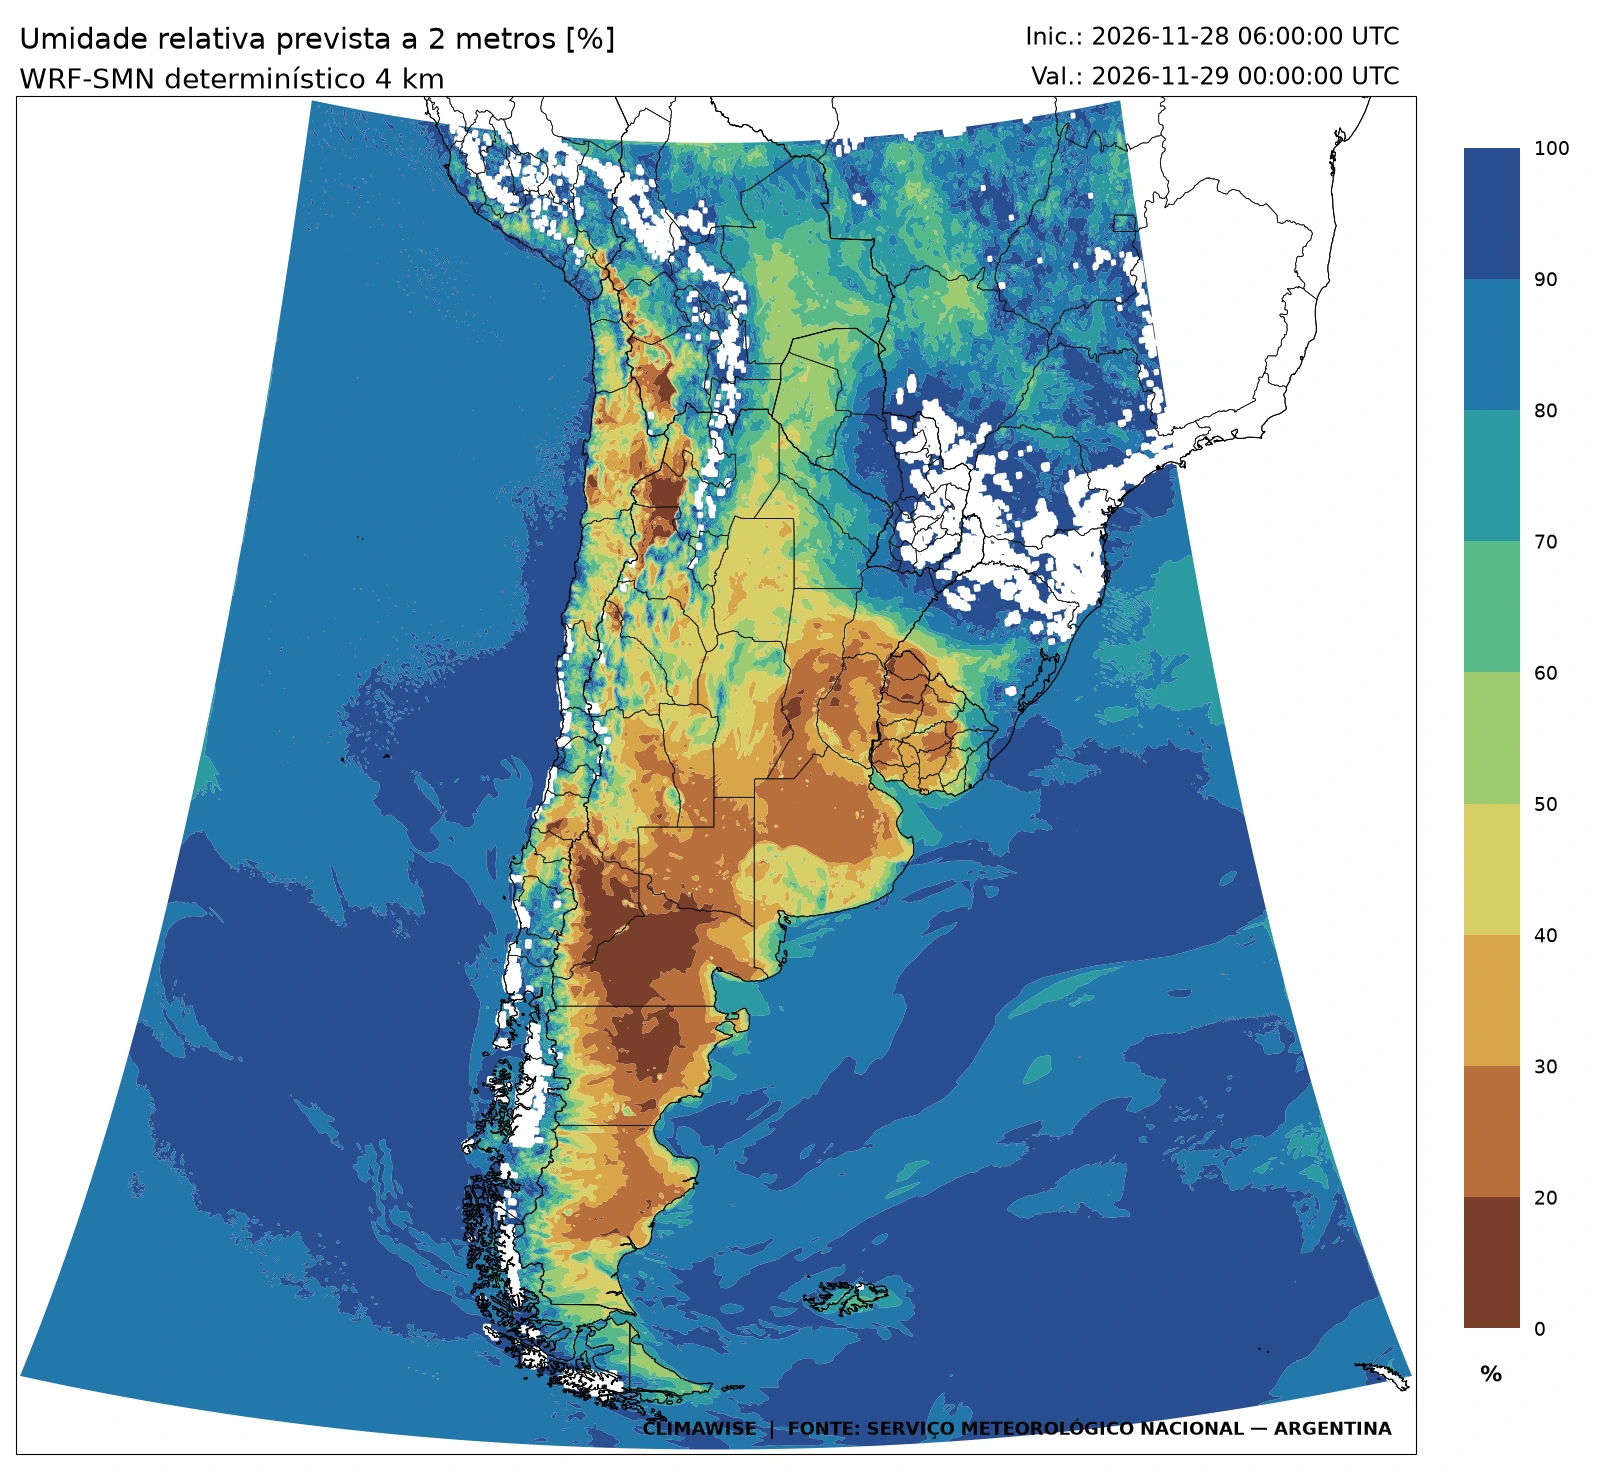 Umidade relativa prevista a 2 metros [%]
WRF-SMN determinístico 4 km
Inic.: 2026-11-28 06:00:00 UTC
Val.: 2026-11-29 00:00:00 UTC
100
90
80
70
60
50
40
30
20
0
%
CLIMAWISE | FONTE: SERVIÇO METEOROLÓGICO NACIONAL — ARGENTINA